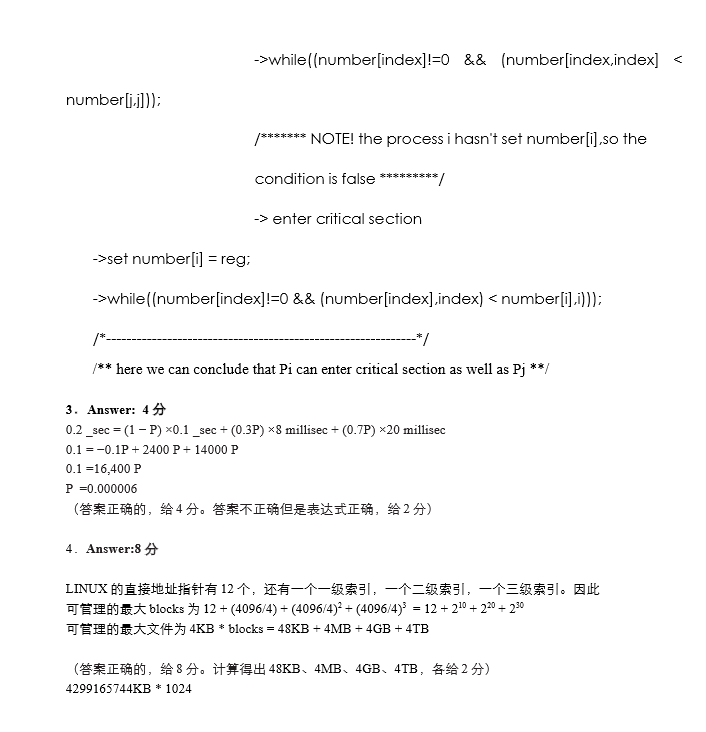 ->while((number[index]!=0 && (number[index,index] <
number[j,j]));
/******* NOTE! the process i hasn't set number[i],so the
condition is false *********/
-> enter critical section
->set number[i] = reg;
->while((number[index]!=0 && (number[index],index) < number[i],i)));
/*-------------------------------------------------------------*/
/** here we can conclude that Pi can enter critical section as well as Pj **/
3．Answer: 4 分
0.2 _sec = (1 − P) ×0.1 _sec + (0.3P) ×8 millisec + (0.7P) ×20 millisec
0.1 = −0.1P + 2400 P + 14000 P
0.1 =16,400 P
P =0.000006
（答案正确的，给 4 分。答案不正确但是表达式正确，给 2 分）
4．Answer:8 分
LINUX 的直接地址指针有 12 个，还有一个一级索引，一个二级索引，一个三级索引。因此
可管理的最大 blocks 为 12 + (4096/4) + (4096/4)² + (4096/4)³ = 12 + 2¹⁰ + 2²⁰ + 2³⁰
可管理的最大文件为 4KB * blocks = 48KB + 4MB + 4GB + 4TB
（答案正确的，给 8 分。计算得出 48KB、4MB、4GB、4TB，各给 2 分）
4299165744KB * 1024